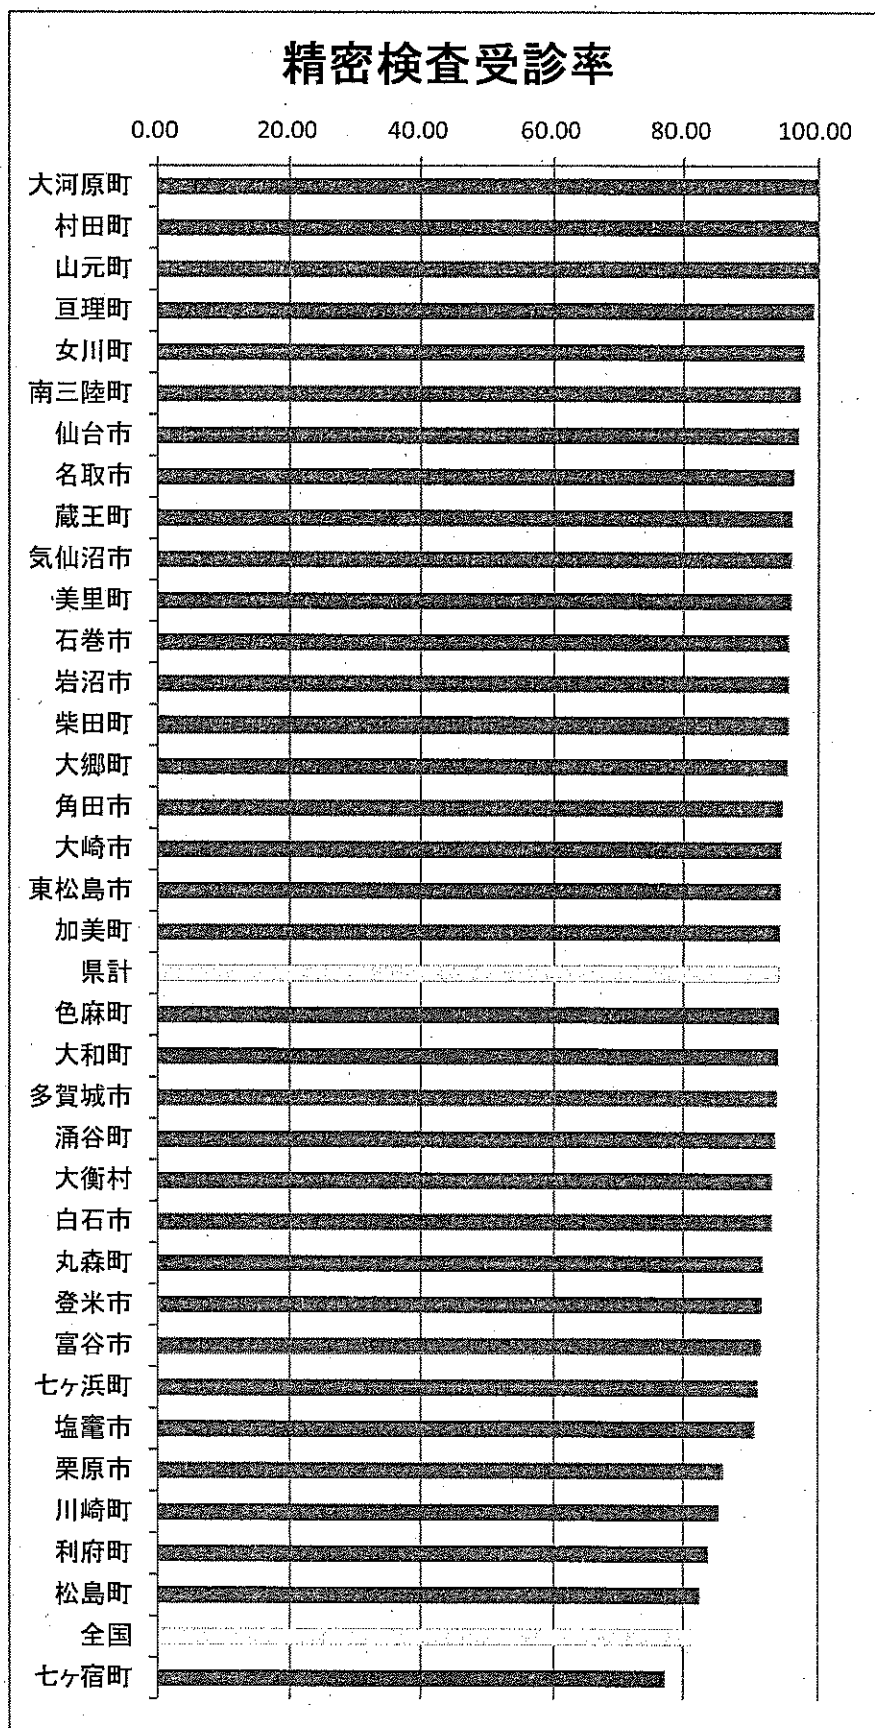 精密検査受診率
0.00 20.00 40.00 60.00 80.00 100.00
大河原町
村田町
山元町
亘理町
女川町
南三陸町
仙台市
名取市
蔵王町
気仙沼市
美里町
石巻市
岩沼市
柴田町
大郷町
角田市
大崎市
東松島市
加美町
県計
色麻町
大和町
多賀城市
涌谷町
大衡村
白石市
丸森町
登米市
富谷市
七ヶ浜町
塩竈市
栗原市
川崎町
利府町
松島町
全国
七ヶ宿町